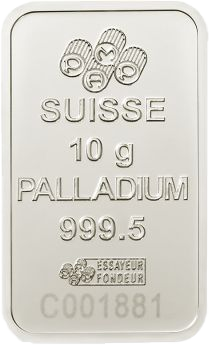 PAMP
SUISSE
10 g
PALLADIUM
999.5
ESSAYEUR
FONDEUR
C001881